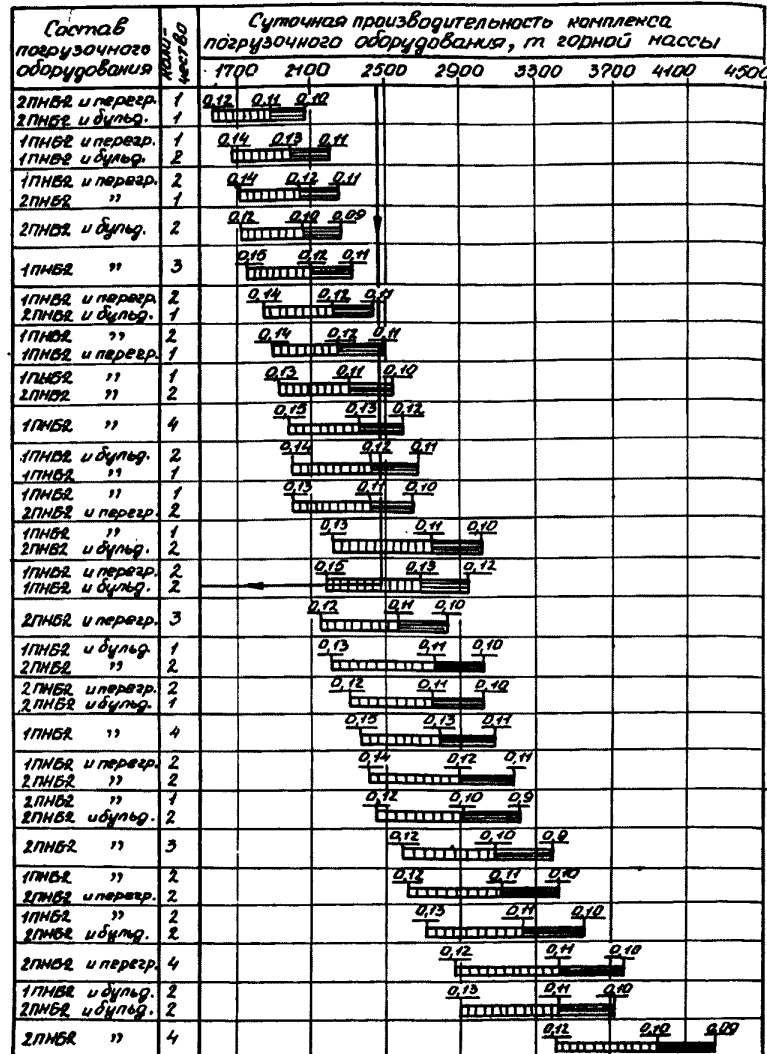 Состав погрузочного оборудования
Коли-чество
Суточная производительность комплекса погрузочного оборудования, т горной массы
1700 2100 2500 2900 3300 3700 4100 4500
2ПНБ2 и перегр. 1
2ПНБ2 и бульд. 1
0,12 0,11 0,10
1ПНБ2 и перегр. 1
1ПНБ2 и бульд. 2
0,14 0,13 0,11
1ПНБ2 и перегр. 2
2ПНБ2 " 1
0,14 0,12 0,11
2ПНБ2 и бульд. 2
0,12 0,10 0,09
1ПНБ2 " 3
0,15 0,12 0,11
1ПНБ2 и перегр. 2
2ПНБ2 и бульд. 1
0,14 0,12 0,11
1ПНБ2 " 2
1ПНБ2 и перегр. 1
0,14 0,12 0,11
1ПНБ2 " 1
2ПНБ2 " 2
0,13 0,11 0,10
1ПНБ2 " 4
0,15 0,13 0,12
1ПНБ2 и бульд. 2
1ПНБ2 " 1
0,14 0,12 0,11
1ПНБ2 " 1
2ПНБ2 и перегр. 2
0,13 0,11 0,10
1ПНБ2 " 1
2ПНБ2 и бульд. 2
0,13 0,11 0,10
1ПНБ2 и перегр. 2
1ПНБ2 и бульд. 2
0,15 0,13 0,12
2ПНБ2 и перегр. 3
0,12 0,11 0,10
1ПНБ2 и бульд. 1
2ПНБ2 " 2
0,13 0,11 0,10
2ПНБ2 и перегр. 2
2ПНБ2 и бульд. 1
0,12 0,11 0,10
1ПНБ2 " 4
0,15 0,13 0,11
1ПНБ2 и перегр. 2
2ПНБ2 " 2
0,14 0,12 0,11
2ПНБ2 " 1
2ПНБ2 и бульд. 2
0,12 0,10 0,9
2ПНБ2 " 3
0,12 0,10 0,9
1ПНБ2 " 2
2ПНБ2 и перегр. 2
0,12 0,11 0,10
1ПНБ2 " 2
2ПНБ2 и бульд. 2
0,13 0,11 0,10
2ПНБ2 и перегр. 4
0,12 0,11 0,10
1ПНБ2 и бульд. 2
2ПНБ2 и бульд. 2
0,13 0,11 0,10
2ПНБ2 " 4
0,12 0,10 0,09